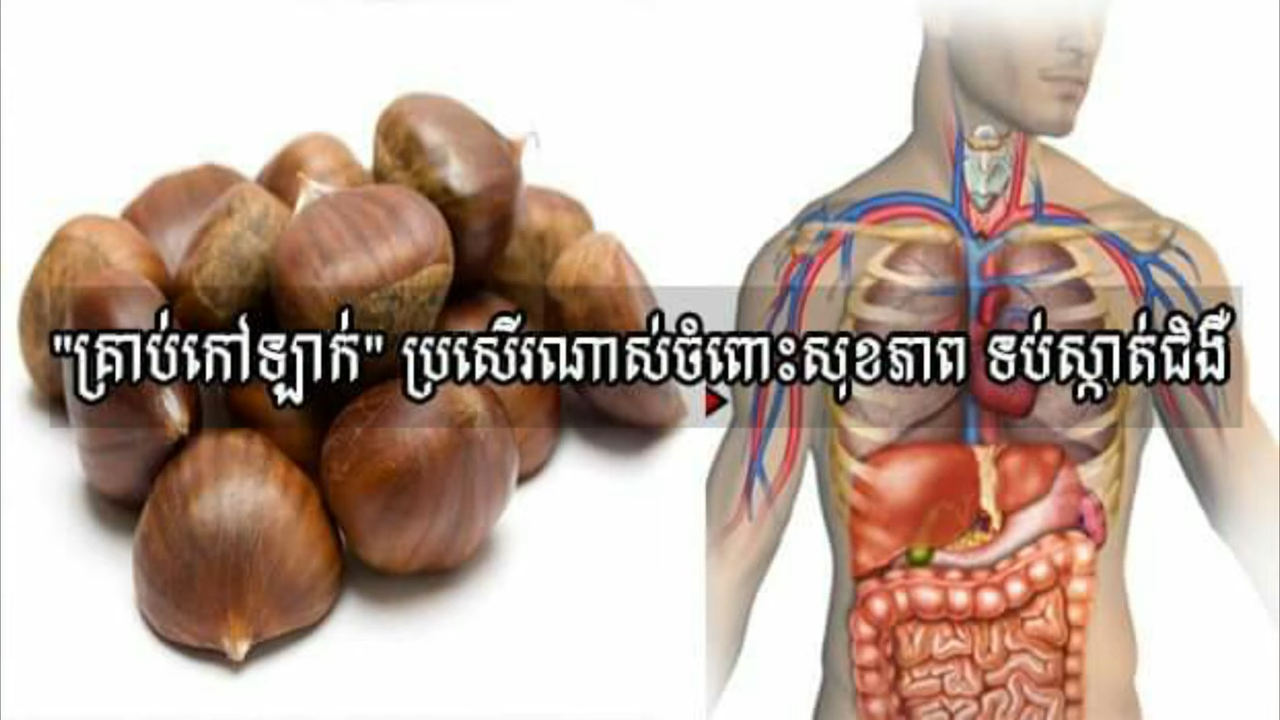 "គ្រាប់កៅឡាក់" ប្រសើរណាស់ចំពោះសុខភាព ទប់ស្កាត់ជិងឺ